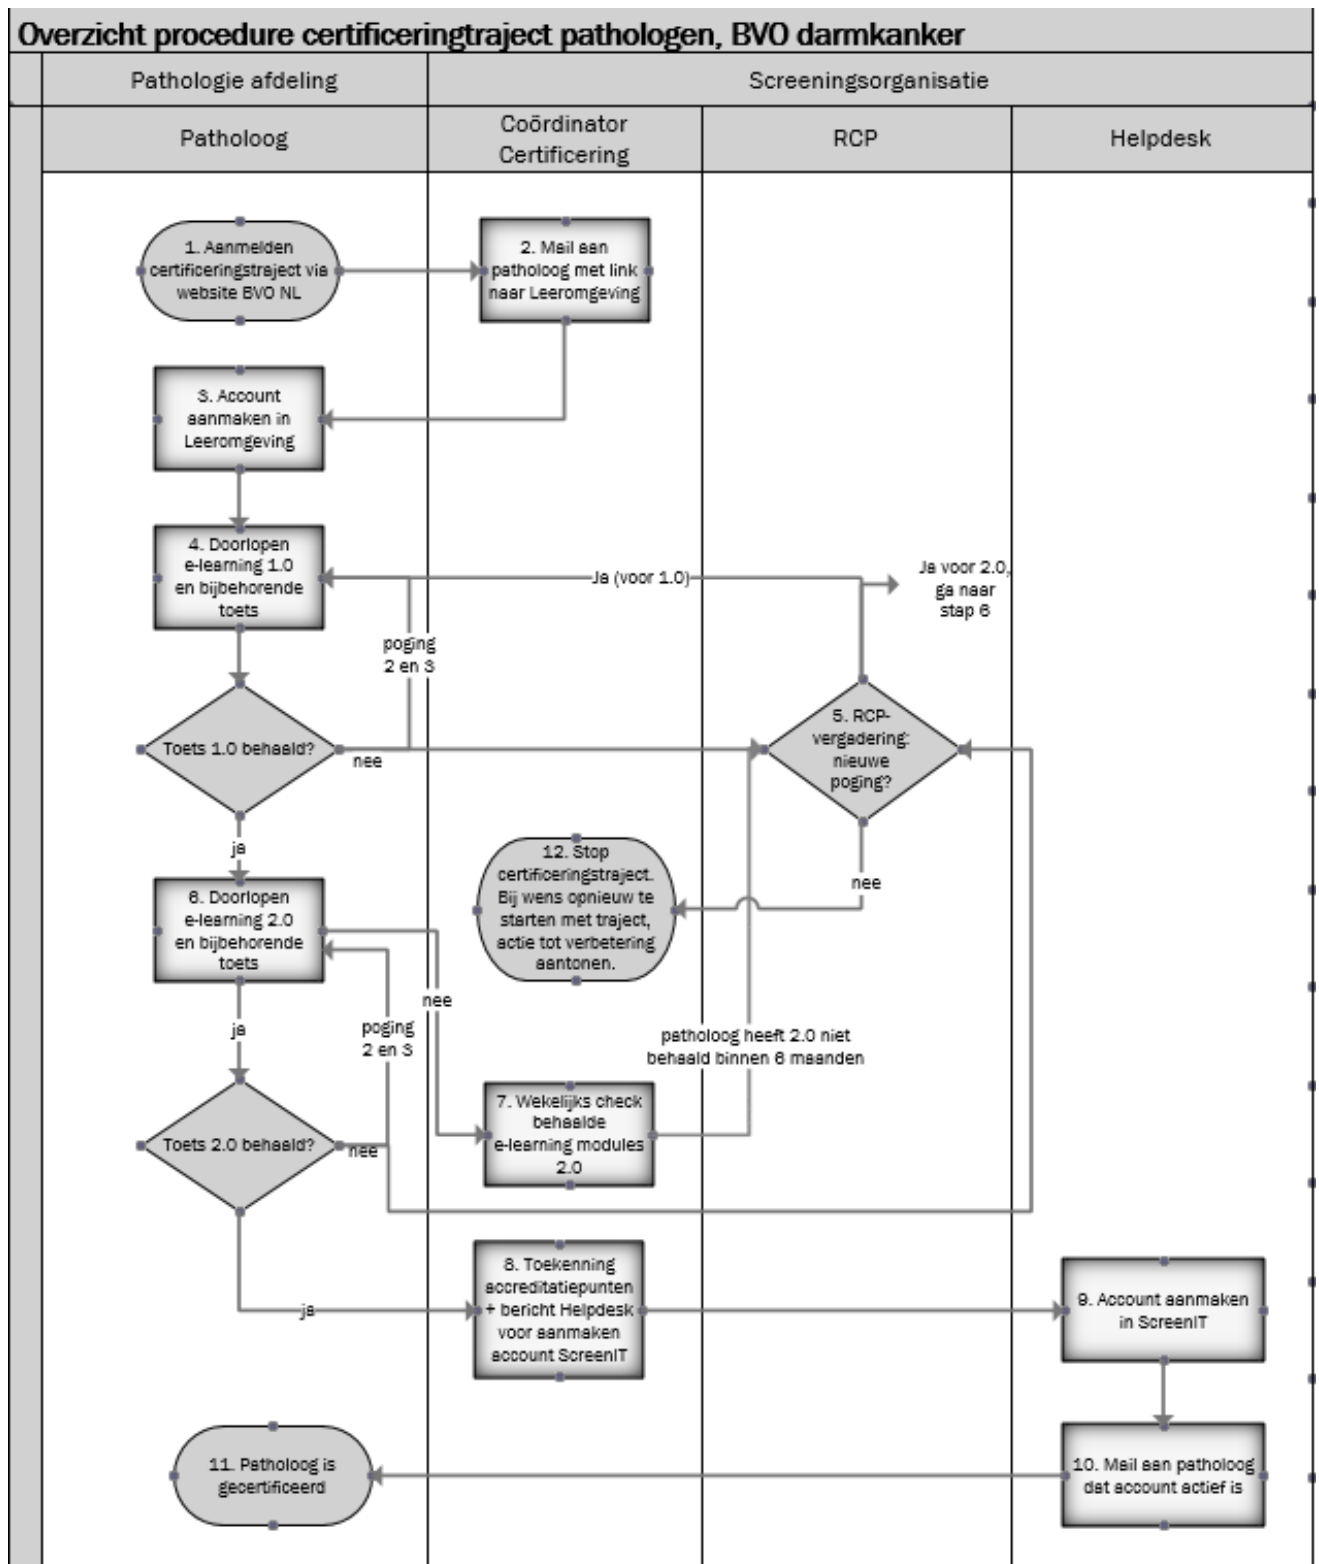 Overzicht procedure certificeringtraject pathologen, BVO darmkanker
Pathologie afdeling
Screeningsorganisatie
Patholoog
Coördinator
Certificering
RCP
Helpdesk
1. Aanmelden
certificeringstraject via
website BVO NL
2. Mail aan
patholoog met link
naar Leeromgeving
3. Account
aanmaken in
Leeromgeving
4. Doorlopen
e-learning 1.0
en bijbehorende
toets
Ja (voor 1.0)
Ja voor 2.0,
ga naar
stap 6
poging
2 en 3
Toets 1.0 behaald?
nee
5. RCP-
vergadering:
nieuwe
poging?
ja
nee
12. Stop
certificeringstraject.
Bij wens opnieuw te
starten met traject,
actie tot verbetering
aantonen.
6. Doorlopen
e-learning 2.0
en bijbehorende
toets
nee
ja
poging
2 en 3
patholoog heeft 2.0 niet
behaald binnen 6 maanden
7. Wekelijks check
behaalde
e-learning modules
2.0
Toets 2.0 behaald?
nee
8. Toekenning
accreditatiepunten
+ bericht Helpdesk
voor aanmaken
account ScreenIT
ja
9. Account aanmaken
in ScreenIT
11. Patholoog is
gecertificeerd
10. Mail aan patholoog
dat account actief is